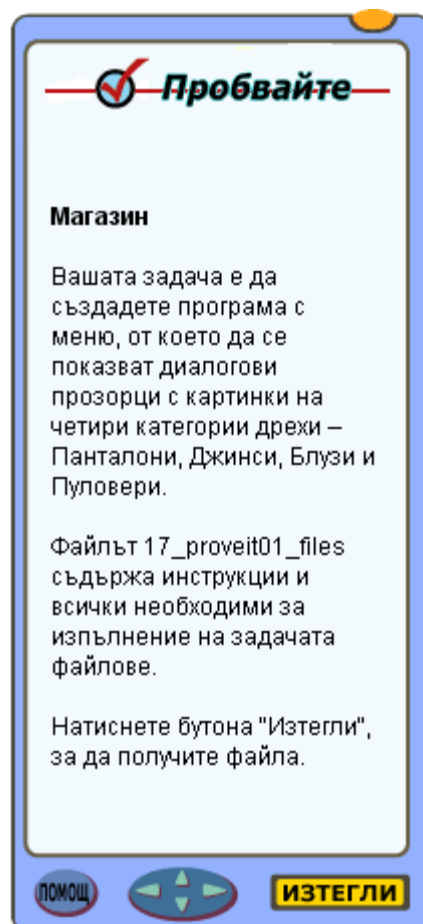 Пробвайте
Магазин
Вашата задача е да
създадете програма с
меню, от което да се
показват диалогови
прозорци с картинки на
четири категории дрехи –
Панталони, Джинси, Блузи и
Пуловери.
Файлът 17_proveit01_files
съдържа инструкции и
всички необходими за
изпълнение на задачата
файлове.
Натиснете бутона "Изтегли",
за да получите файла.
ПОМОЩ
ИЗТЕГЛИ